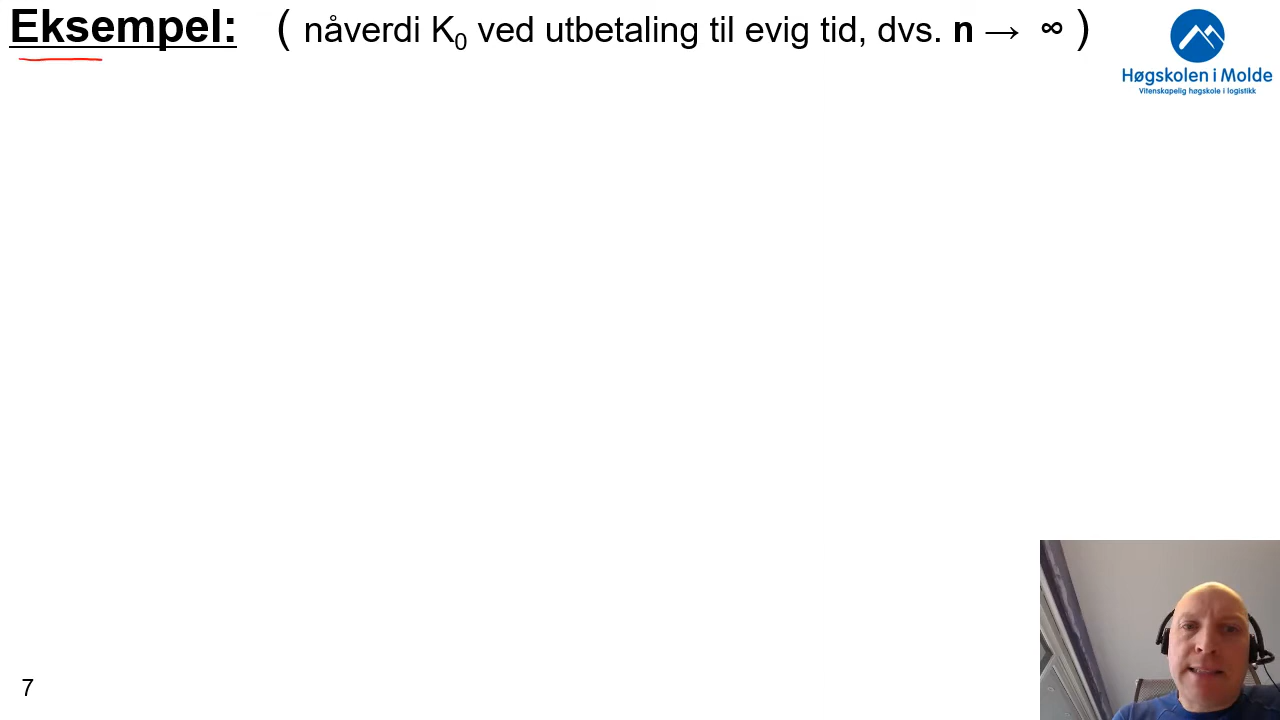 Eksempel: ( nåverdi K₀ ved utbetaling til evig tid, dvs. n → ∞ )
Høgskolen i Molde
Vitenskapelig høgskole i logistikk
7